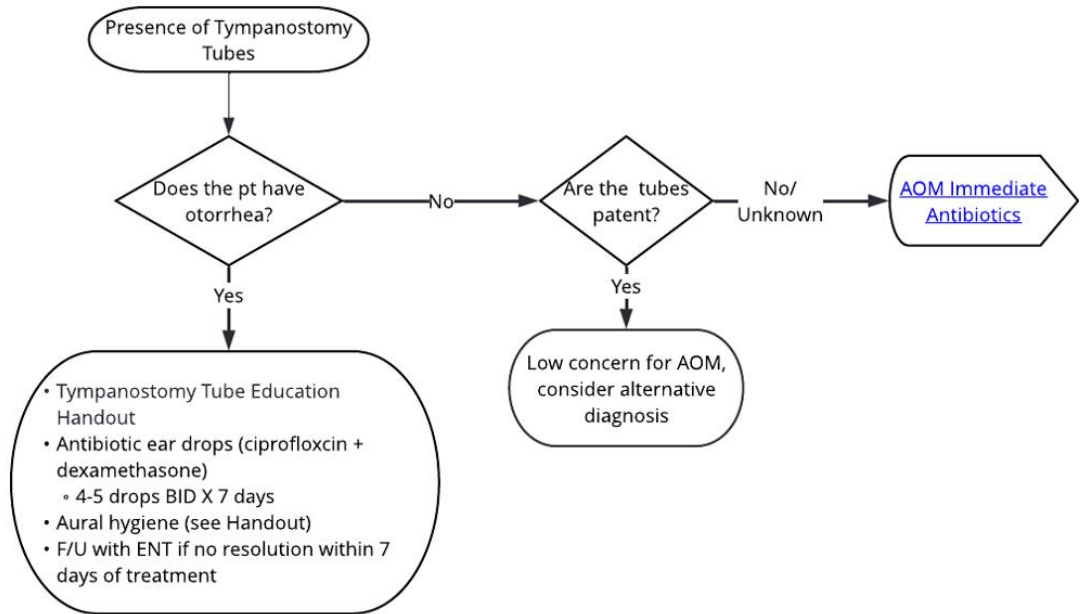 Presence of Tympanostomy
Tubes
Does the pt have
otorrhea?
No
Are the tubes
patent?
No/
Unknown
AOM Immediate
Antibiotics
Yes
Yes
• Tympanostomy Tube Education
Handout
• Antibiotic ear drops (ciprofloxcin +
dexamethasone)
◦ 4-5 drops BID X 7 days
• Aural hygiene (see Handout)
• F/U with ENT if no resolution within 7
days of treatment
Low concern for AOM,
consider alternative
diagnosis